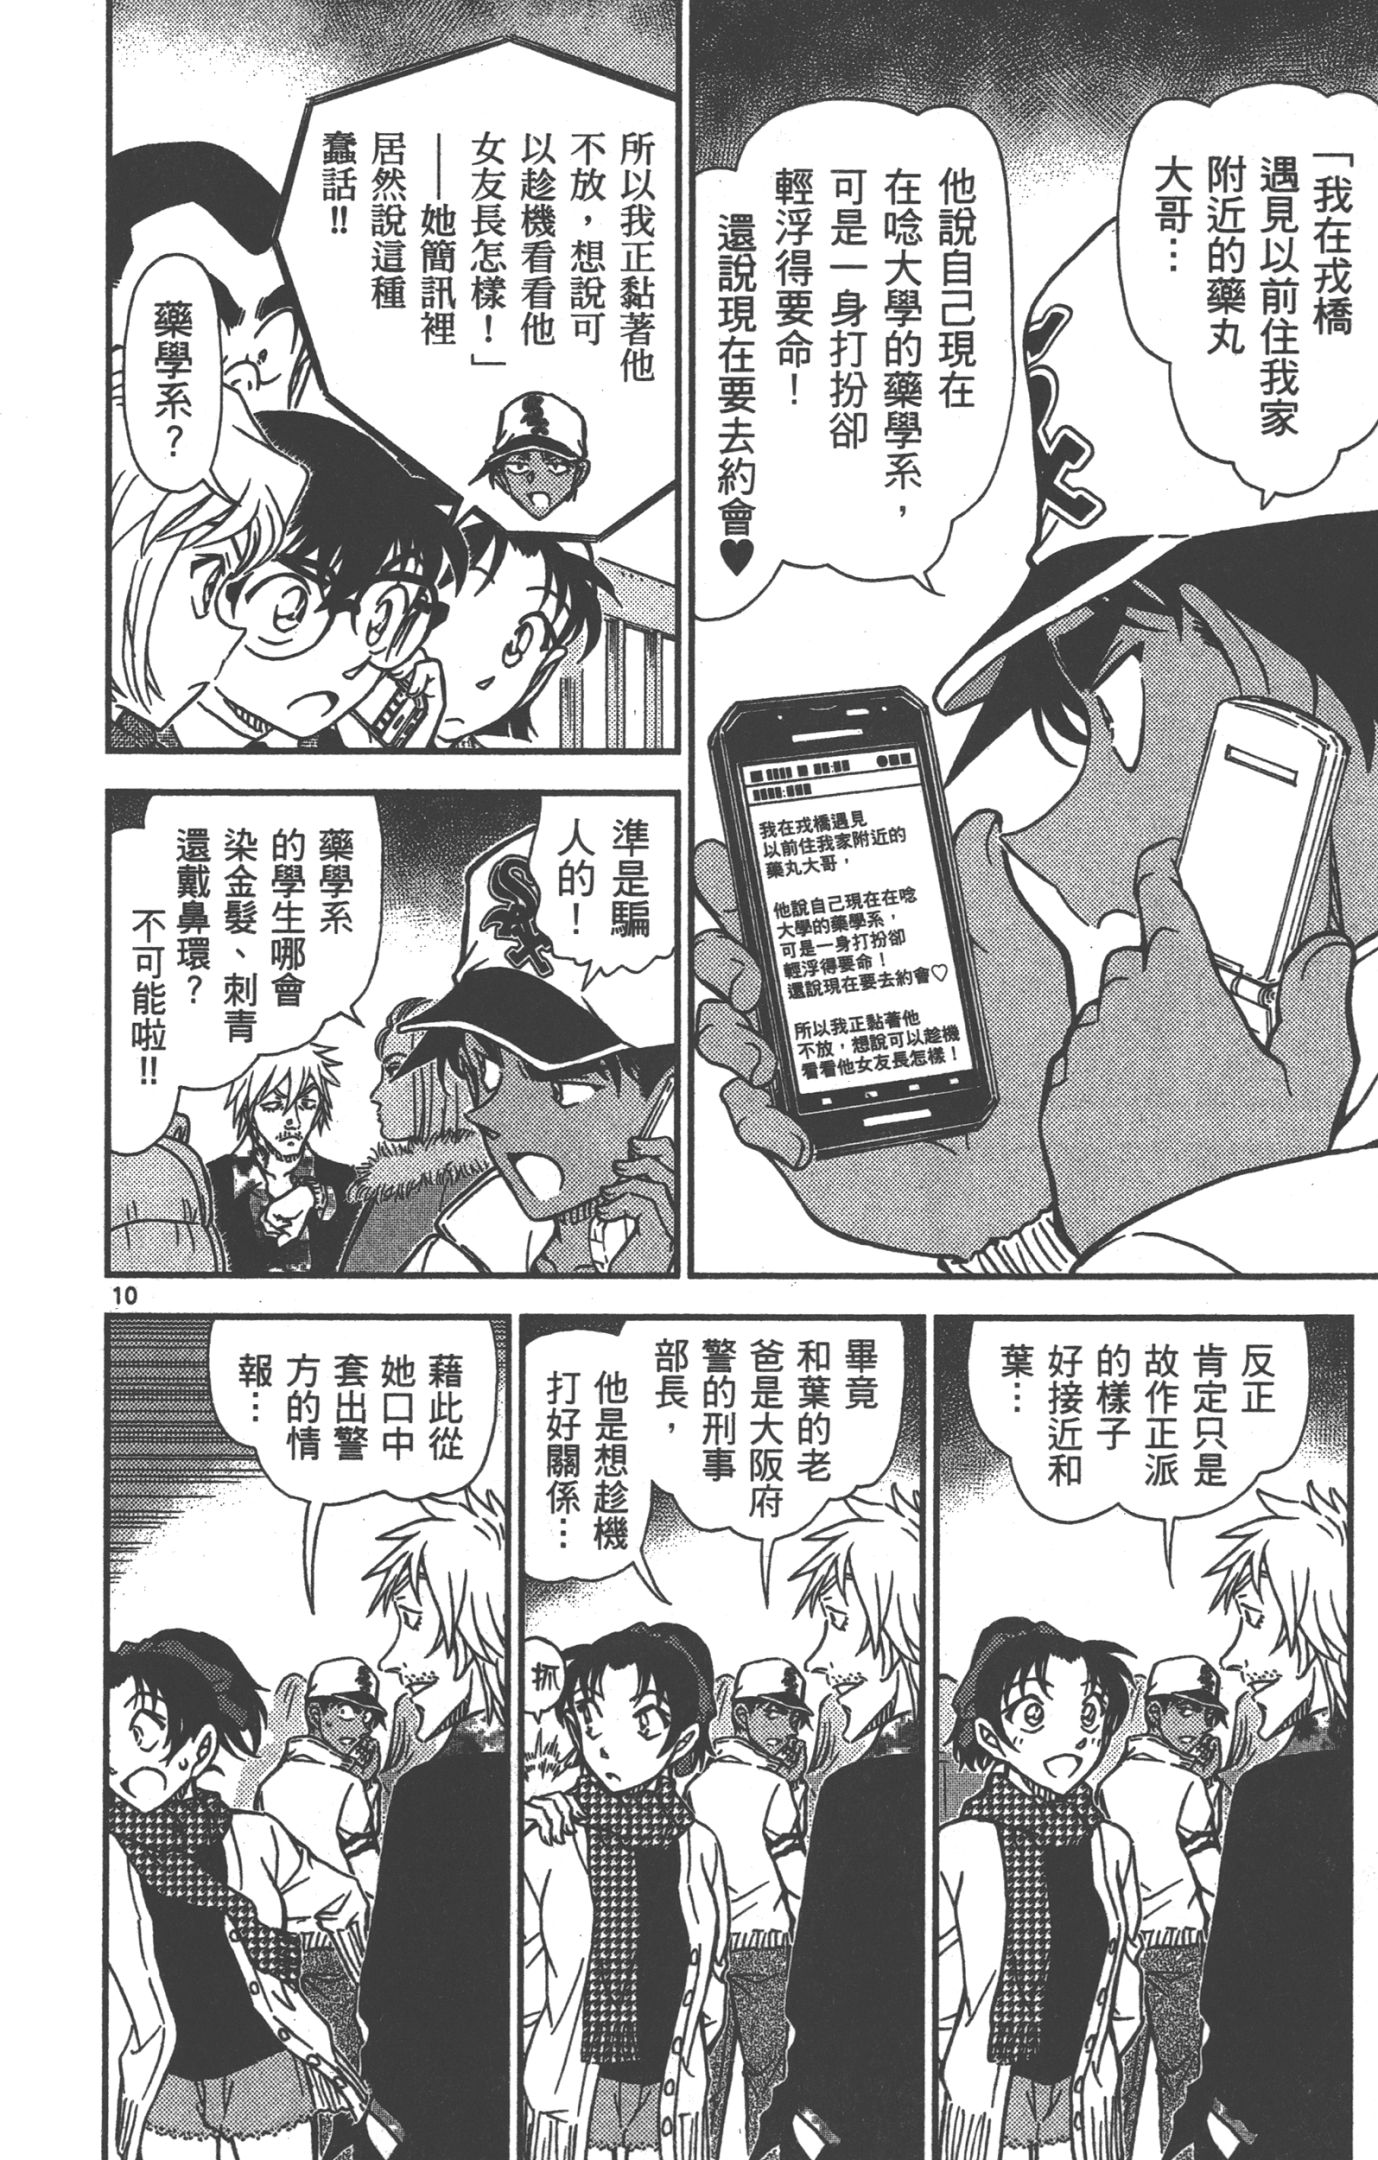 「我在戎橋
遇見以前住我家
附近的藥丸
大哥…
他說自己現在
在唸大學的藥學系，
可是一身打扮卻
輕浮得要命！
還說現在要去約會♥
我在戎橋遇見
以前住我家附近的
藥丸大哥，
他說自己現在在唸
大學的藥學系，
可是一身打扮卻
輕浮得要命！
還說現在要去約會♡
所以我正黏著他
不放，想說可以趁機
看看他女友長怎樣！
所以我正黏著他
不放，想說可
以趁機看看他
女友長怎樣！」
——她簡訊裡
居然說這種
蠢話!!
藥學系？
準是騙
人的！
藥學系
的學生哪會
染金髮、刺青
還戴鼻環？
不可能啦!!
Sox
10
反正
肯定只是
故作正派
的樣子
好接近和
葉…
畢竟
和葉的老
爸是大阪府
警的刑事
部長，
他是想趁機
打好關係…
抓
藉此從
她口中
套出警
方的情
報…